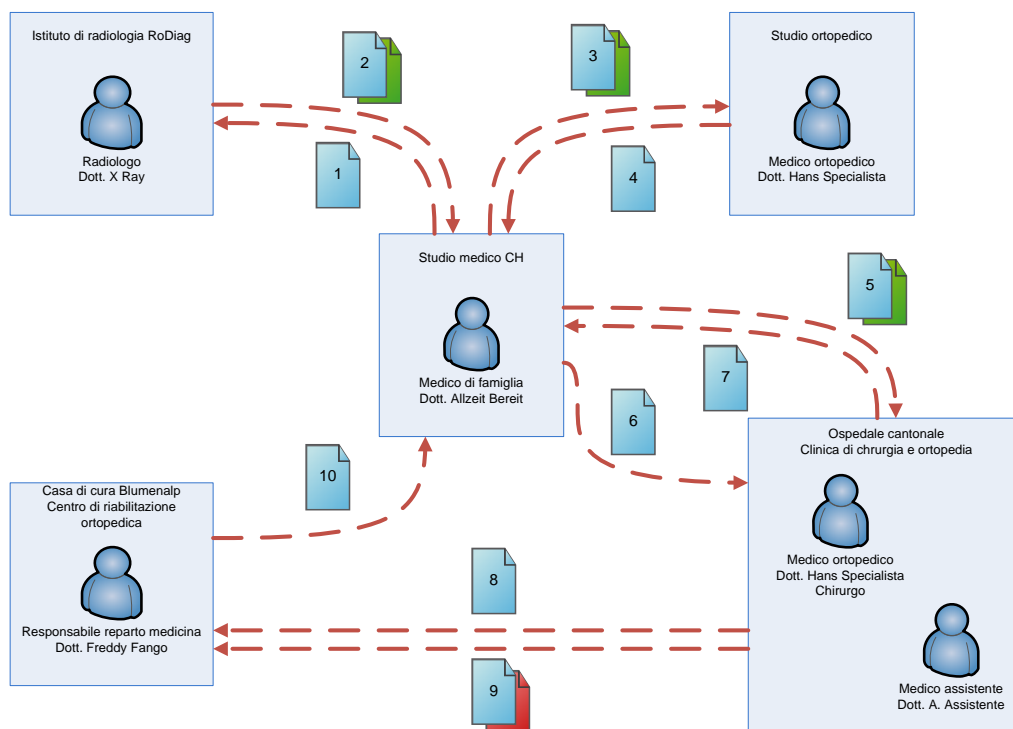 Istituto di radiologia RoDiag
Radiologo
Dott. X Ray
2
1
3
4
Studio ortopedico
Medico ortopedico
Dott. Hans Specialista
Studio medico CH
Medico di famiglia
Dott. Allzeit Bereit
5
7
6
10
Ospedale cantonale
Clinica di chirurgia e ortopedia
Medico ortopedico
Dott. Hans Specialista
Chirurgo
Medico assistente
Dott. A. Assistente
Casa di cura Blumenalp
Centro di riabilitazione
ortopedica
Responsabile reparto medicina
Dott. Freddy Fango
8
9